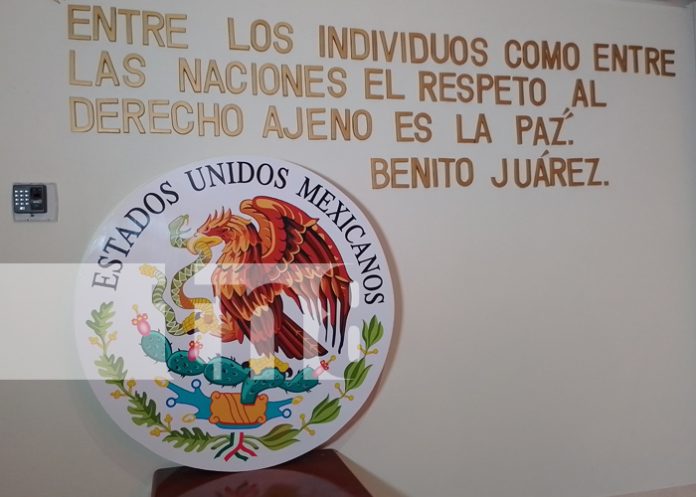 "ENTRE LOS INDIVIDUOS COMO ENTRE
LAS NACIONES EL RESPETO AL
DERECHO AJENO ES LA PAZ."
BENITO JUÁREZ.
ESTADOS UNIDOS MEXICANOS